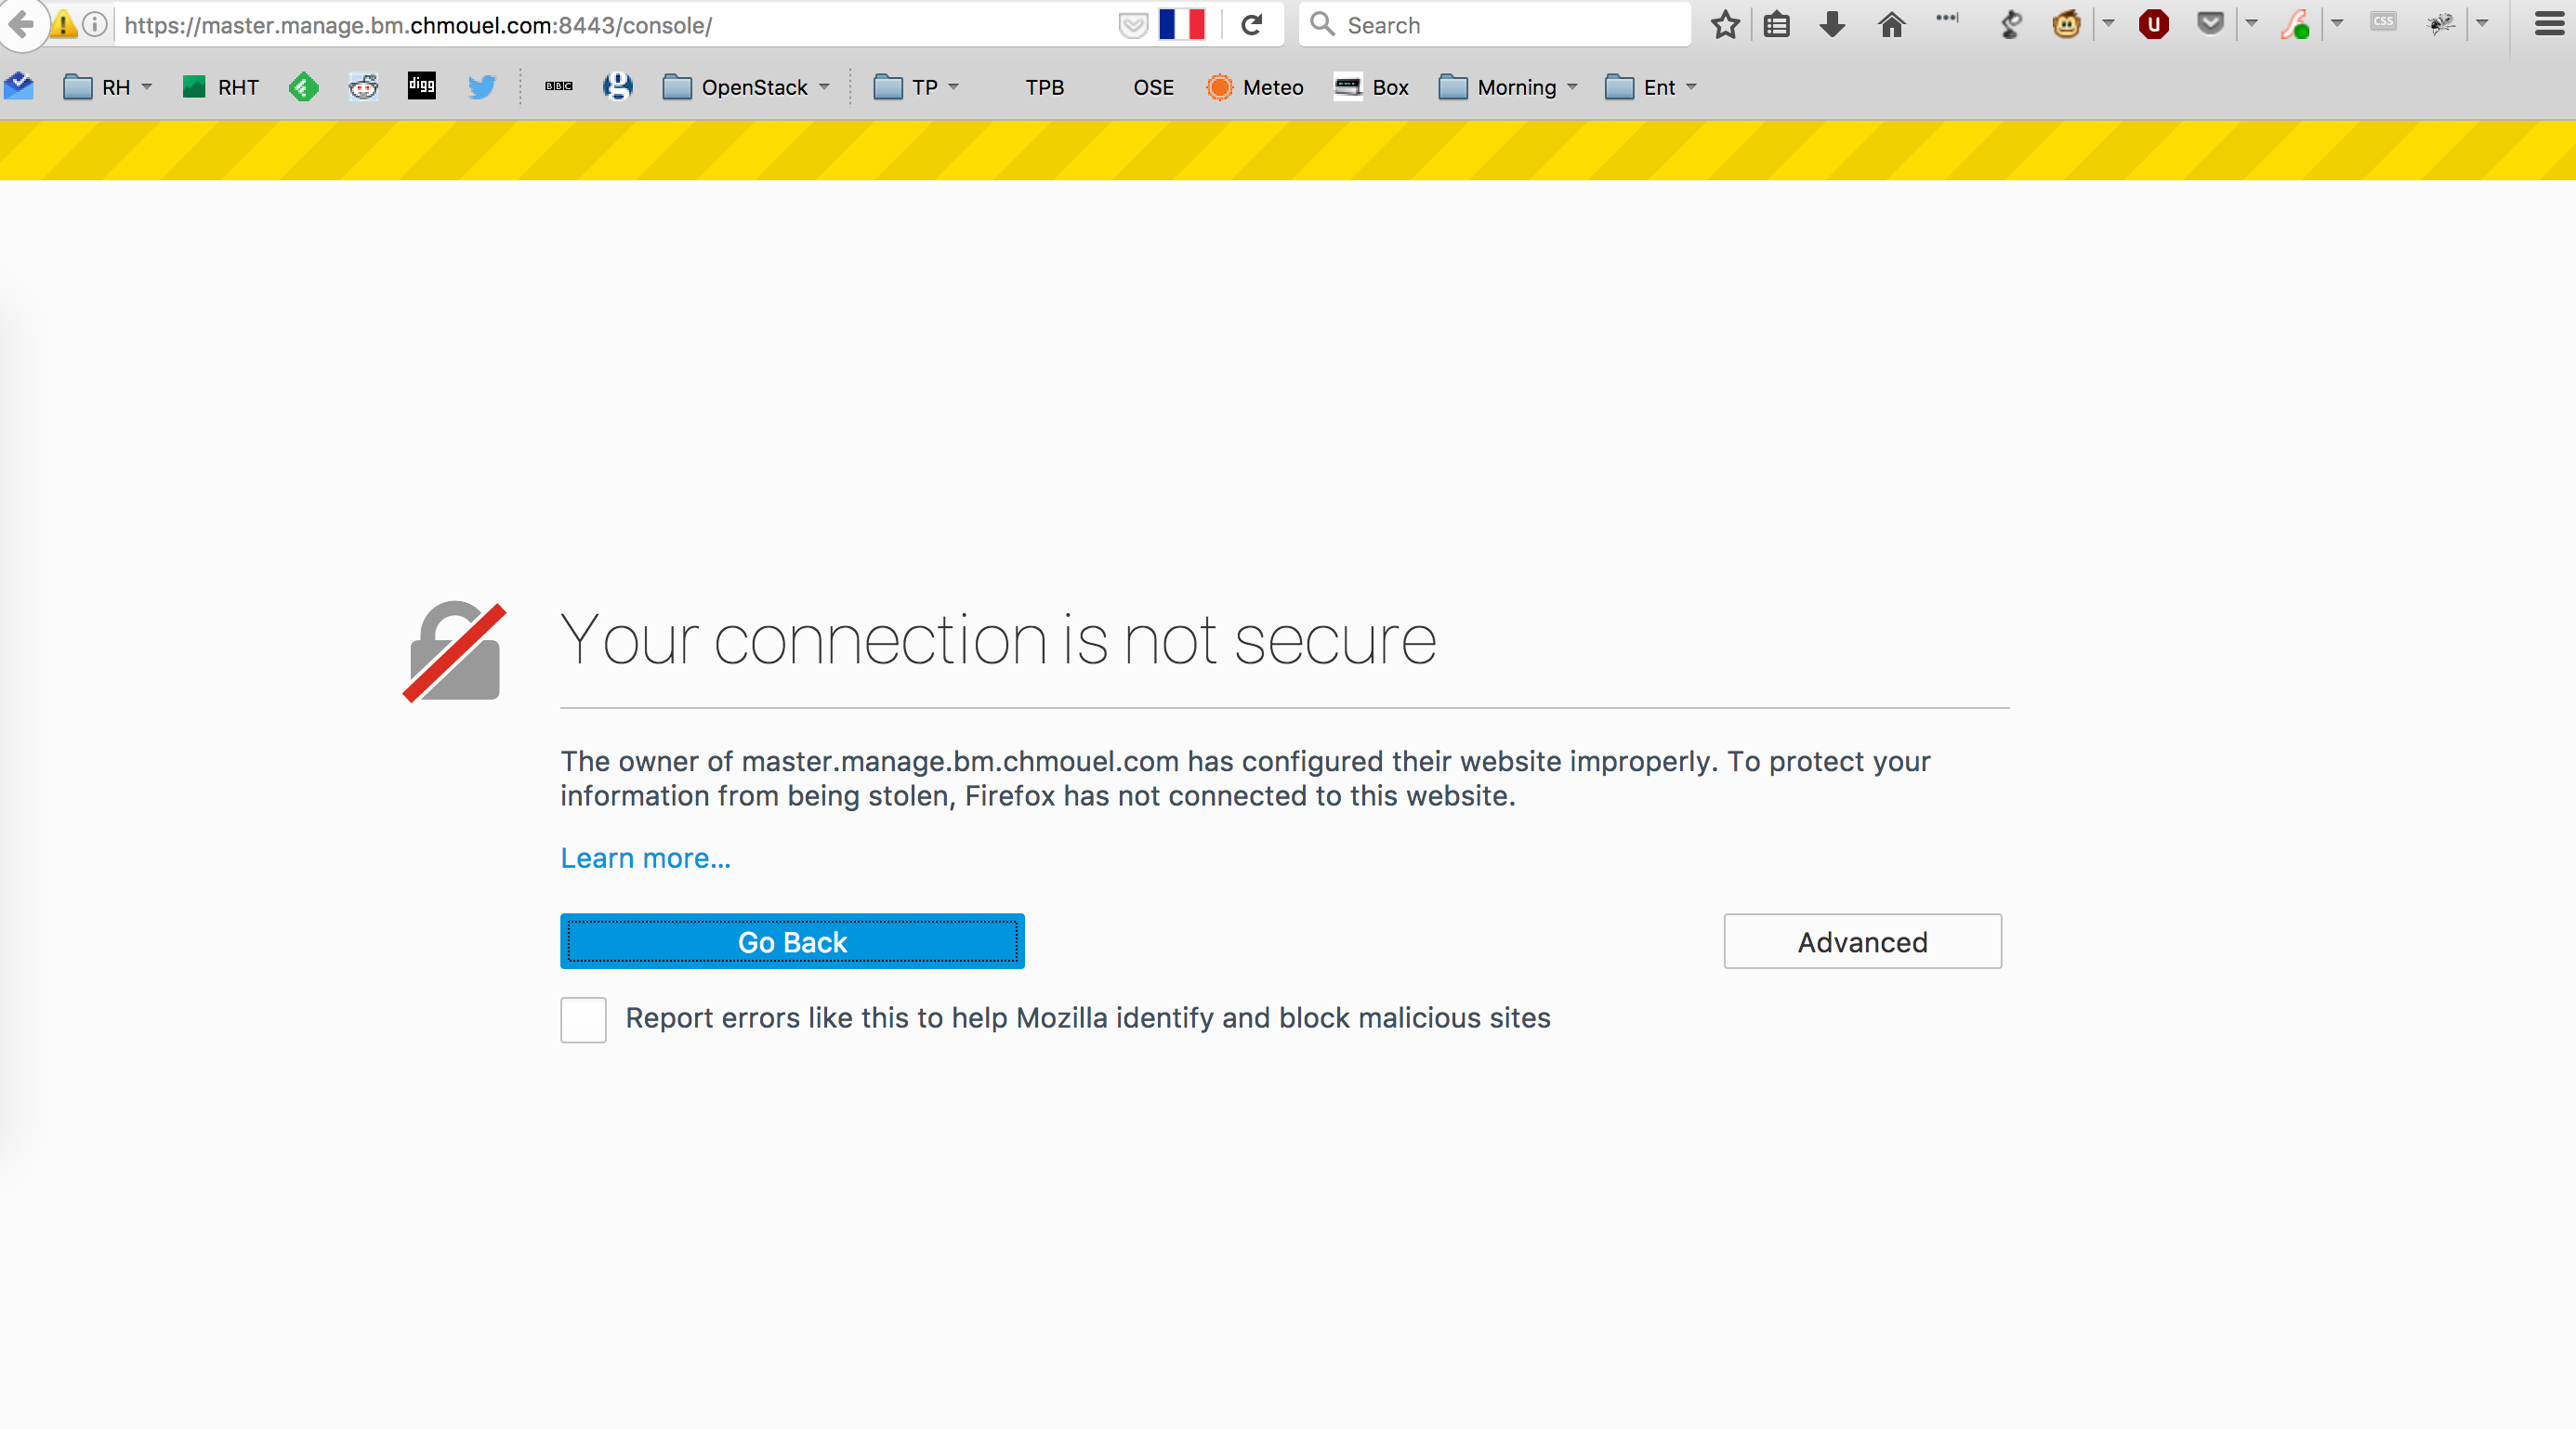 https://master.manage.bm.chmouel.com:8443/console/
Search
CSS
RH
RHT
digg
BBC
g
OpenStack
TP
TPB
OSE
Meteo
Box
Morning
Ent
Your connection is not secure
The owner of master.manage.bm.chmouel.com has configured their website improperly. To protect your
information from being stolen, Firefox has not connected to this website.
Learn more...
Go Back
Advanced
Report errors like this to help Mozilla identify and block malicious sites